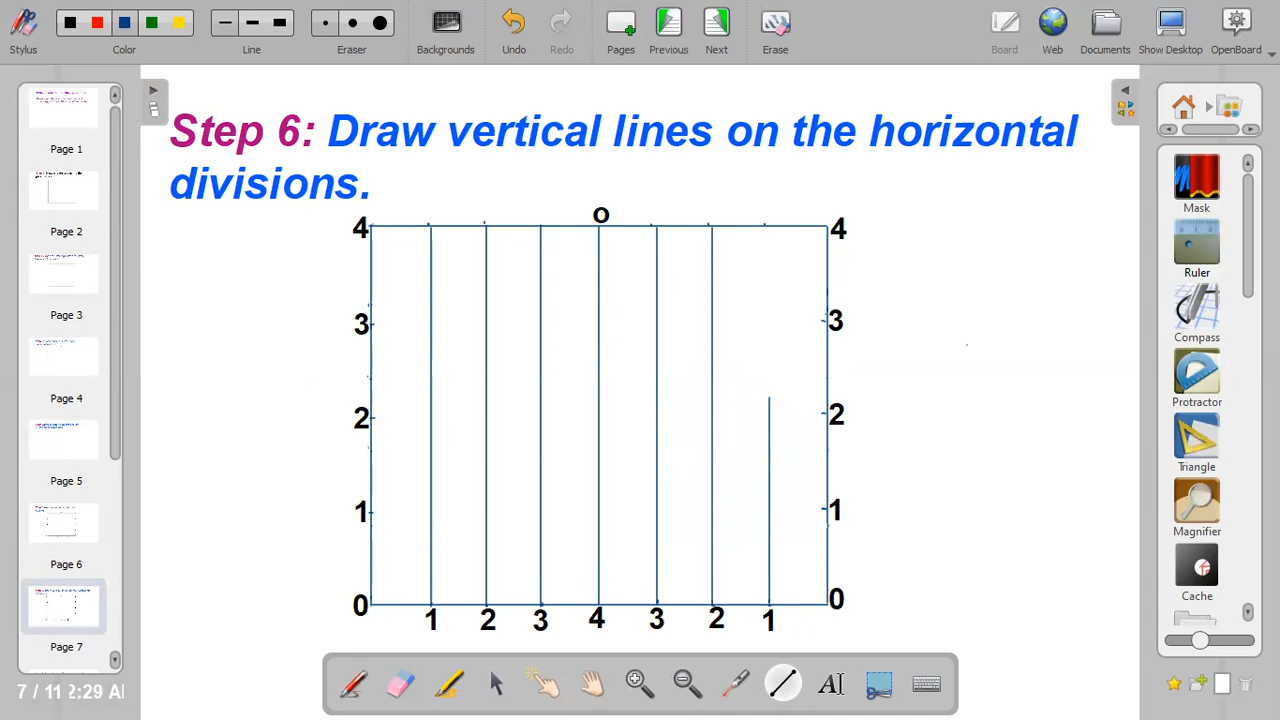 Stylus
Color
Line
Eraser
Backgrounds
Undo
Redo
Pages
Previous
Next
Erase
Board
Web
Documents
Show Desktop
OpenBoard
Step 6: Draw vertical lines on the horizontal
divisions.
o
4
4
3
3
2
2
1
1
0
0
1 2 3 4 3 2 1
Page 1
Page 2
Page 3
Page 4
Page 5
Page 6
Page 7
7 / 11
2:29 AM
Mask
Ruler
Compass
Protractor
Triangle
Magnifier
Cache